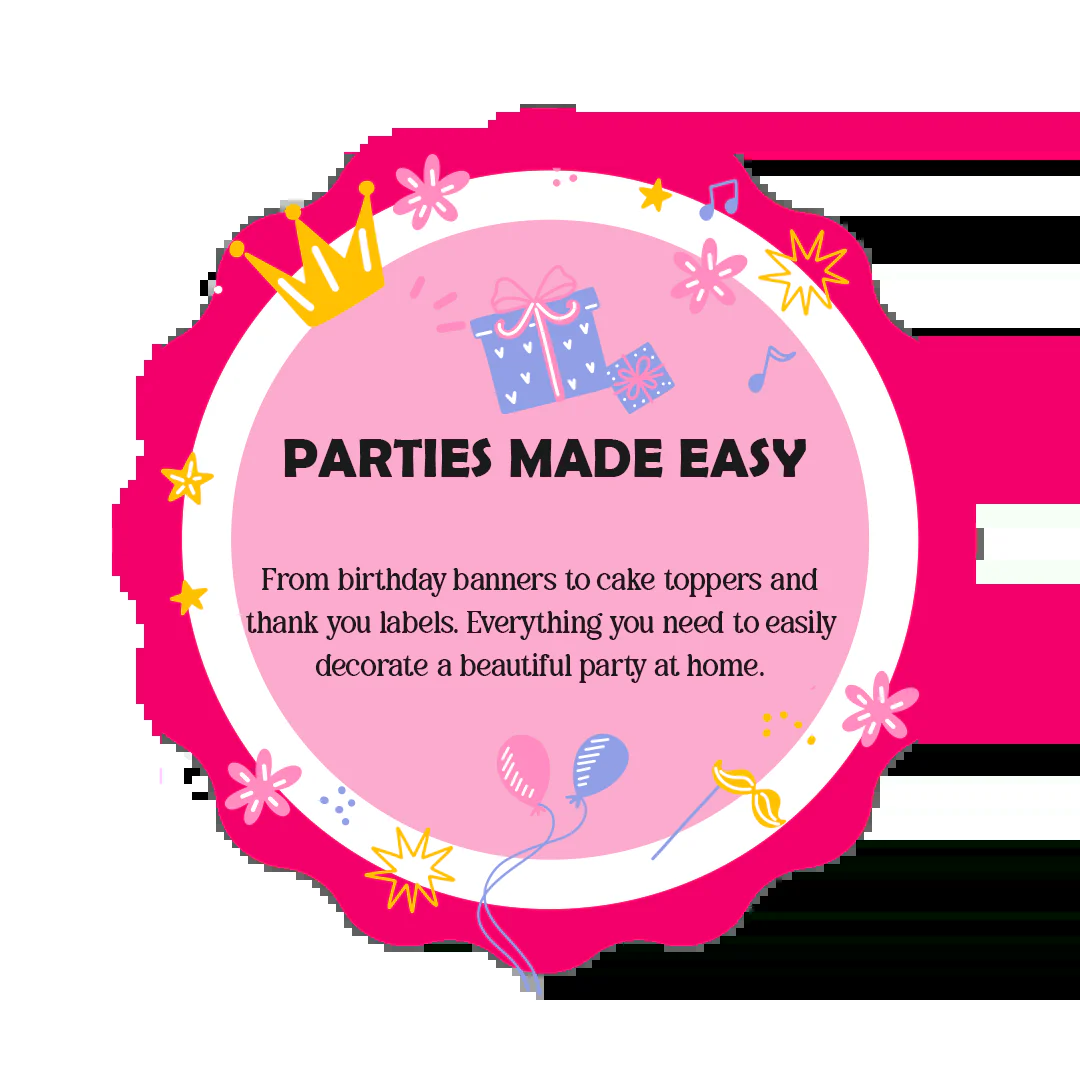 PARTIES MADE EASY
From birthday banners to cake toppers and
thank you labels. Everything you need to easily
decorate a beautiful party at home.